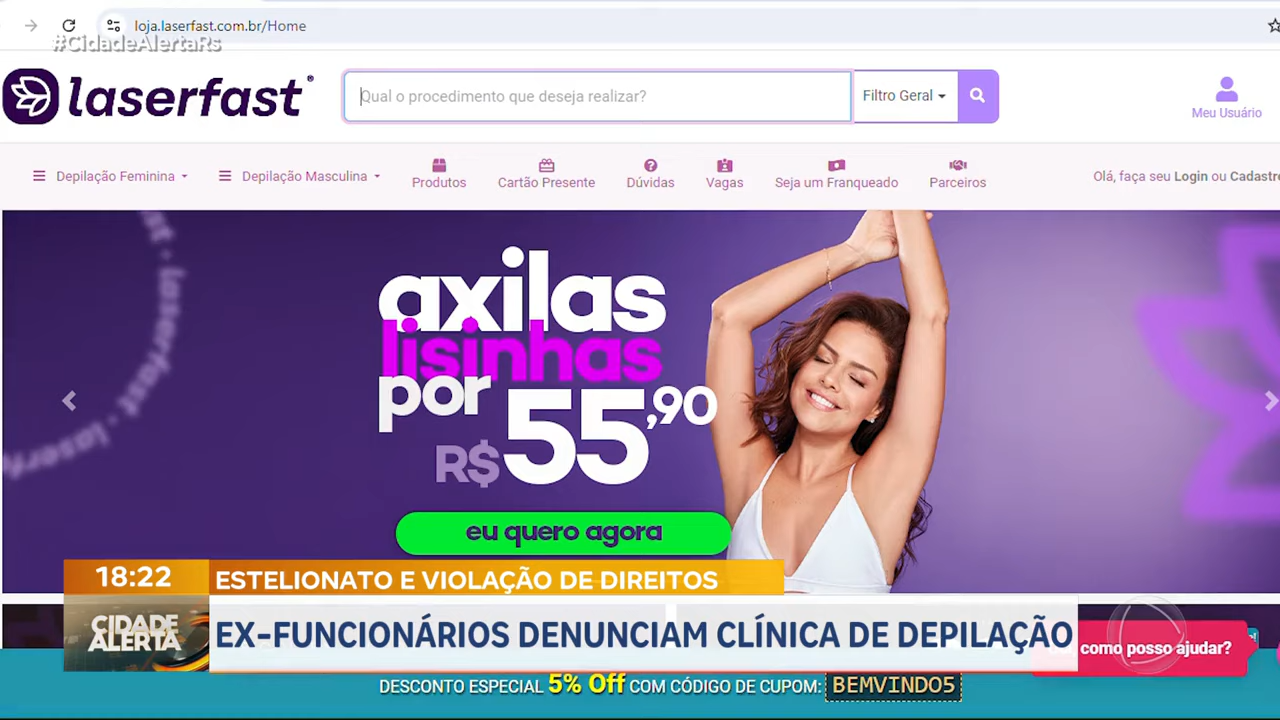 loja.laserfast.com.br/Home
#CidadeAlertaRs
laserfast
Qual o procedimento que deseja realizar?
Filtro Geral
Meu Usuário
Depilação Feminina
Depilação Masculina
Produtos
Cartão Presente
Dúvidas
Vagas
Seja um Franqueado
Parceiros
Olá, faça seu Login ou Cadastre
laserfast · laserfast
axilas
lisinhas
por
R$55,90
eu quero agora
18:22
ESTELIONATO E VIOLAÇÃO DE DIREITOS
CIDADE
ALERTA
EX-FUNCIONÁRIOS DENUNCIAM CLÍNICA DE DEPILAÇÃO
como posso ajudar?
DESCONTO ESPECIAL 5% Off COM CÓDIGO DE CUPOM: BEMVINDO5